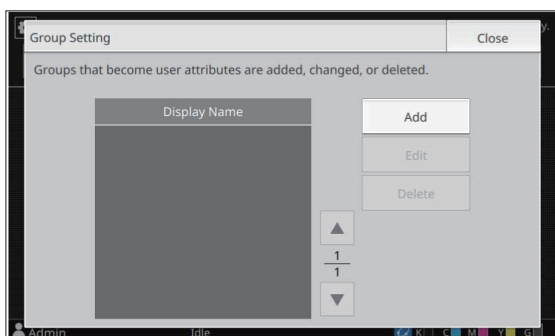 Group Setting
Close
y.
Groups that become user attributes are added, changed, or deleted.
Display Name
Add
Edit
Delete
1
1
Admin
Idle
K
C
M
Y
G